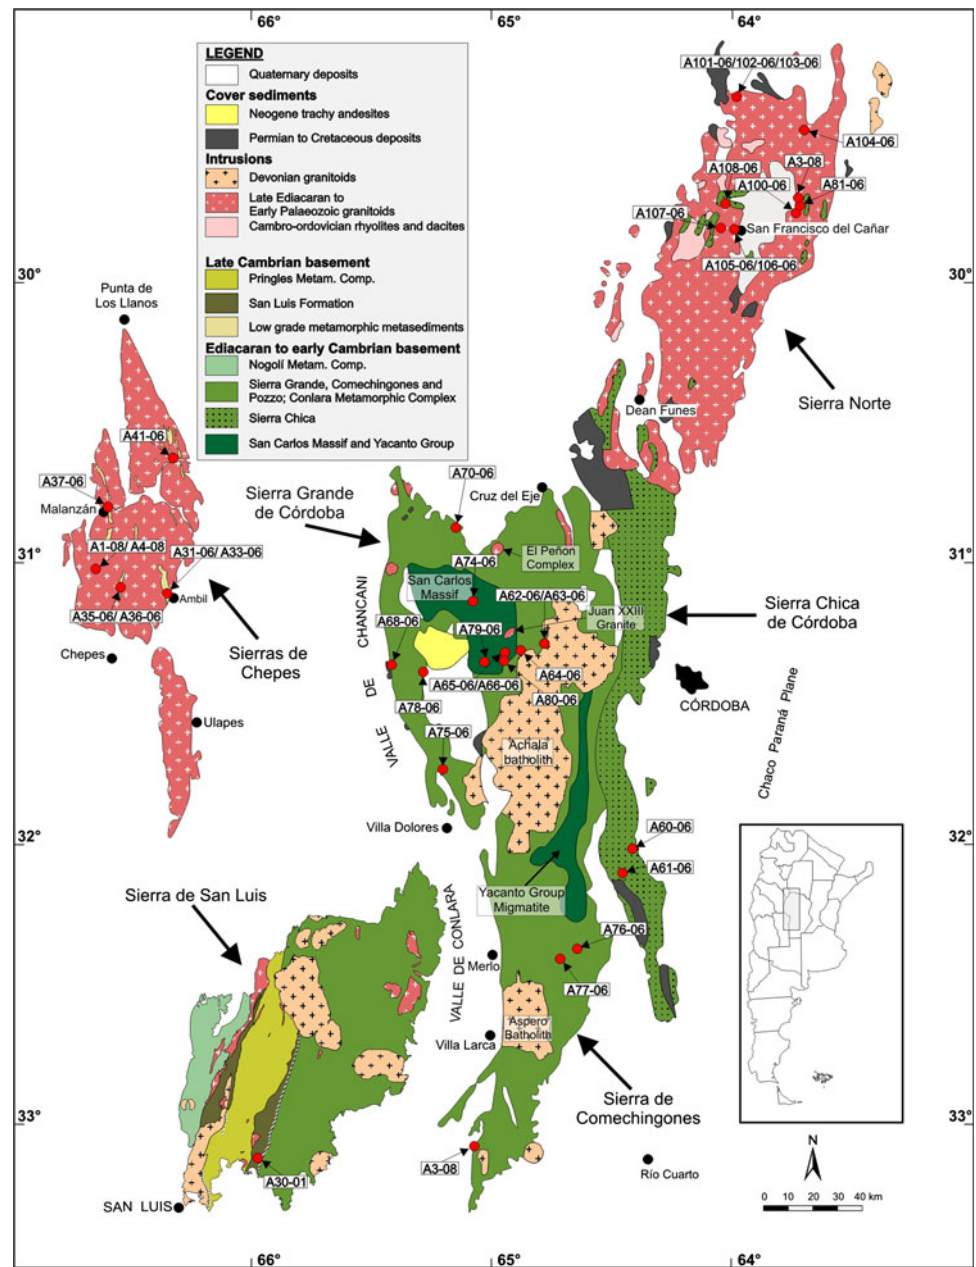 66°
65°
64°
LEGEND
Quaternary deposits
Cover sediments
Neogene trachy andesites
Permian to Cretaceous deposits
Intrusions
Devonian granitoids
Late Ediacaran to
Early Palaeozoic granitoids
Cambro-ordovician rhyolites and dacites
Late Cambrian basement
Pringles Metam. Comp.
San Luis Formation
Low grade metamorphic metasediments
Ediacaran to early Cambrian basement
Nogolí Metam. Comp.
Sierra Grande, Comechingones and
Pozzo; Conlara Metamorphic Complex
Sierra Chica
San Carlos Massif and Yacanto Group
A101-06/102-06/103-06
A104-06
A108-06
A3-08
A100-06
A81-06
A107-06
San Francisco del Cañar
A105-06/106-06
30°
30°
Punta de
Los Llanos
Sierra Norte
Dean Funes
A41-06
A37-06
Malanzán
A1-08/ A4-08
A31-06/ A33-06
Ambil
A35-06/ A36-06
Chepes
Sierras de
Chepes
Ulapes
31°
31°
Sierra Grande
de Córdoba
A70-06
Cruz del Eje
El Peñon
Complex
A74-06
San Carlos
Massif
A62-06/A63-06
Juan XXIII
Granite
Sierra Chica
de Córdoba
VALLE DE CHANCANI
A68-06
A79-06
A64-06
A65-06/A66-06
A80-06
A78-06
CÓRDOBA
A75-06
Achala
batholith
Chaco Paraná Plane
Villa Dolores
32°
32°
A60-06
A61-06
Sierra de San Luis
Yacanto Group
Migmatite
VALLE DE CONLARA
A76-06
Merlo
A77-06
Aspero
Batholith
Villa Larca
Sierra de
Comechingones
33°
33°
A30-01
A3-08
Río Cuarto
SAN LUIS
N
0 10 20 30 40 km
66°
65°
64°